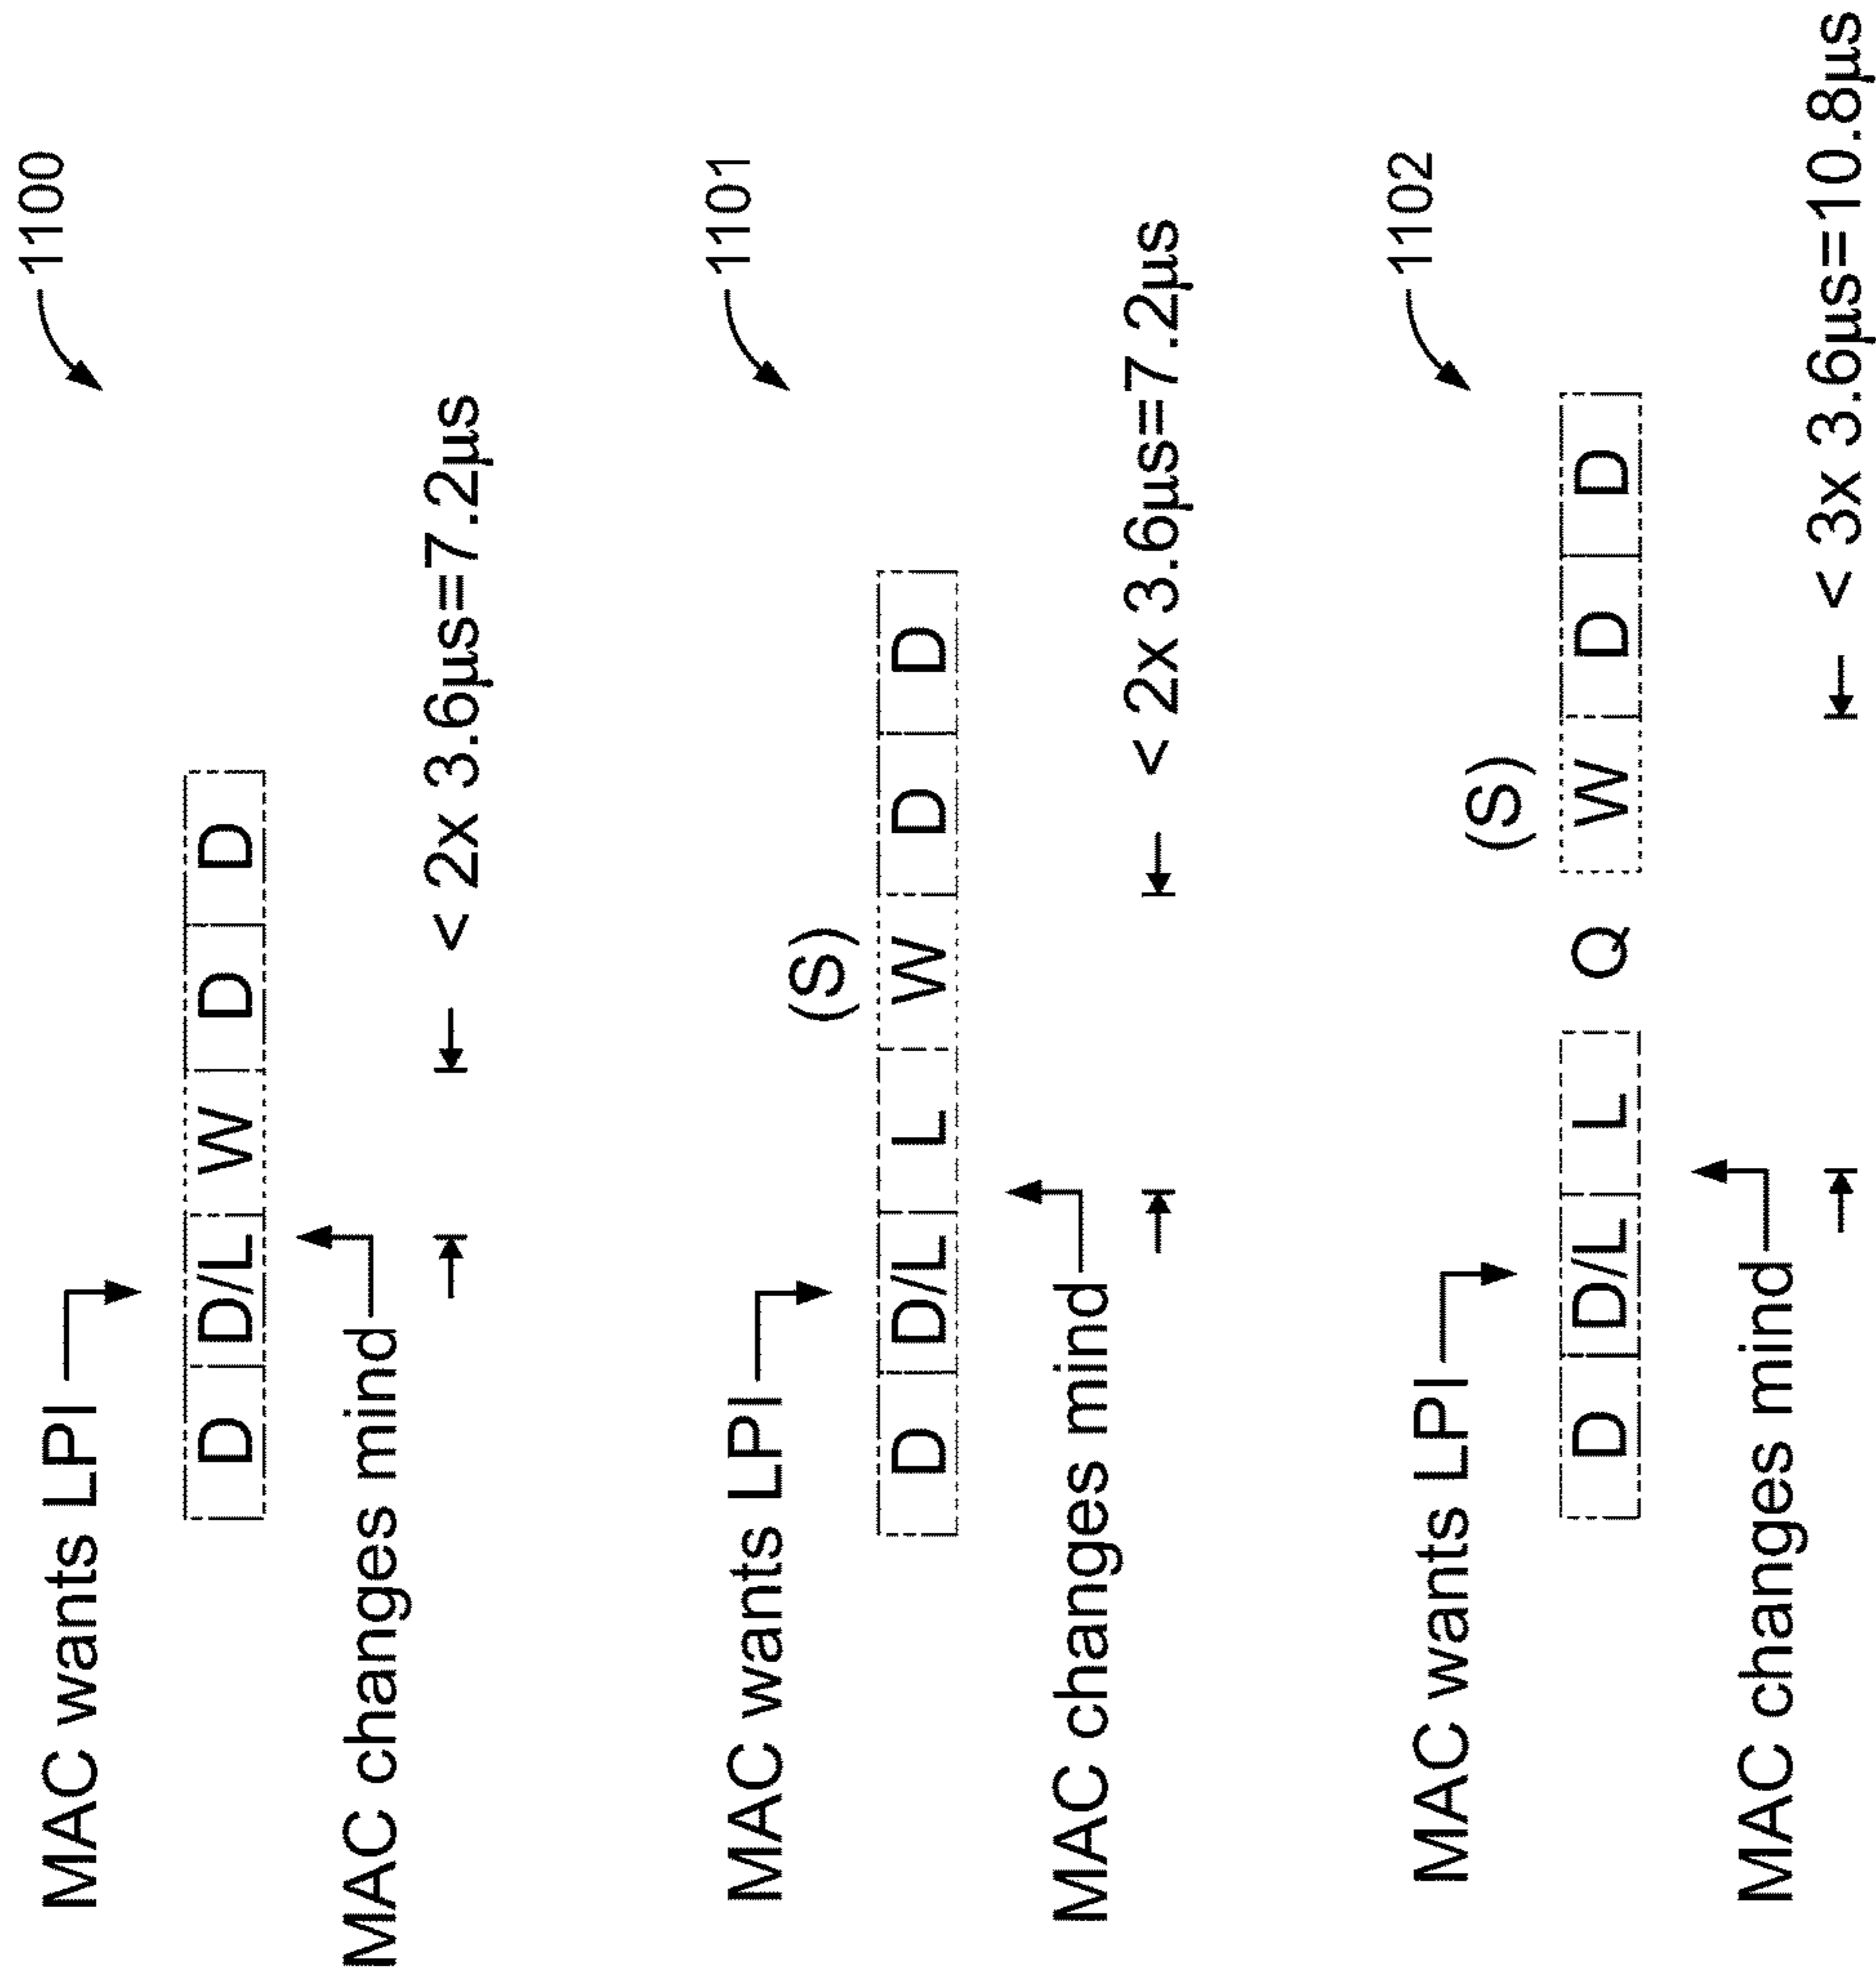 1100
MAC wants LPI
D D/L W D D
MAC changes mind
< 2x 3.6µs=7.2µs
1101
MAC wants LPI
(S)
D D/L L W D D
MAC changes mind
< 2x 3.6µs=7.2µs
1102
MAC wants LPI
(S)
D D/L L Q W D D
MAC changes mind
< 3x 3.6µs=10.8µs